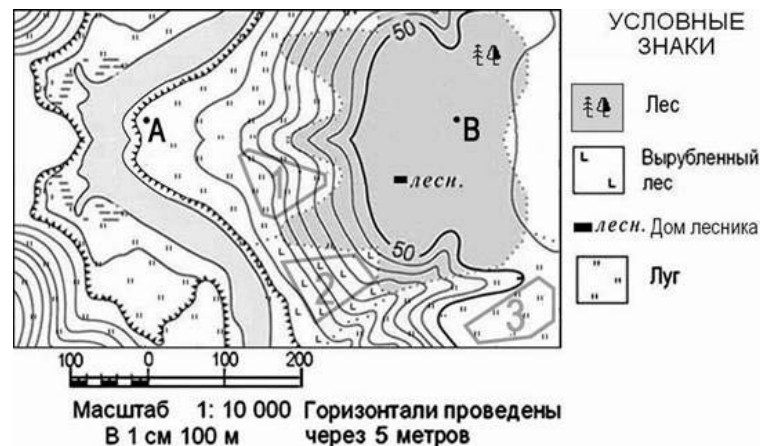 50
A
B
лесн.
1
50
2
3
УСЛОВНЫЕ
ЗНАКИ
Лес
Вырубленный
лес
лесн. Дом лесника
Луг
100 0 100 200
Масштаб 1: 10 000 Горизонтали проведены
В 1 см 100 м через 5 метров